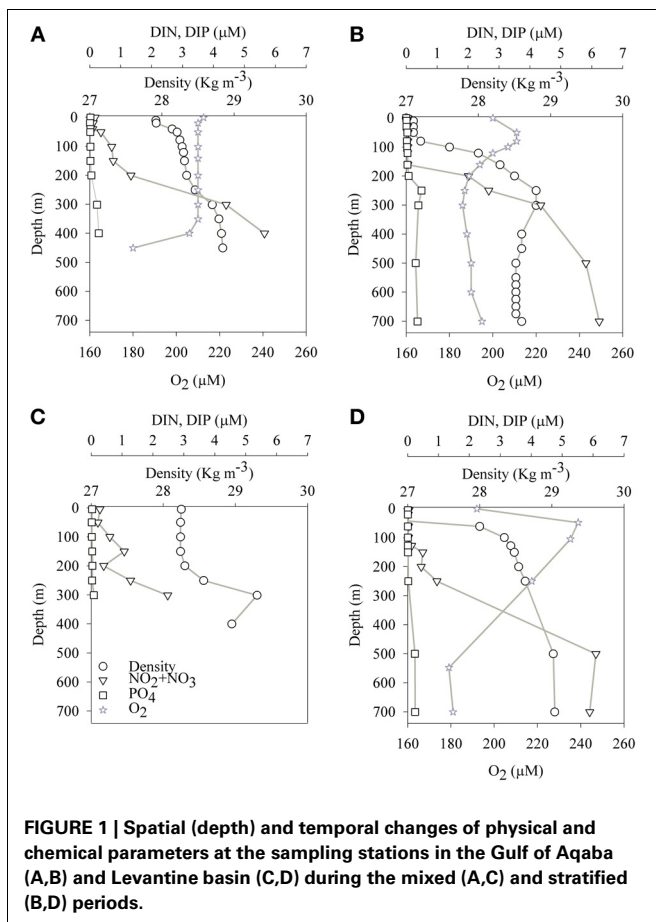 A
DIN, DIP (μM)
0 1 2 3 4 5 6 7
Density (Kg m-3)
27 28 29 30
0
100
200
300
400
500
600
700
Depth (m)
160 180 200 220 240 260
O2 (μM)
B
DIN, DIP (μM)
0 1 2 3 4 5 6 7
Density (Kg m-3)
27 28 29 30
0
100
200
300
400
500
600
700
Depth (m)
160 180 200 220 240 260
O2 (μM)
C
DIN, DIP (μM)
0 1 2 3 4 5 6 7
Density (Kg m-3)
27 28 29 30
0
100
200
300
400
500
600
700
Depth (m)
Density
NO2+NO3
PO4
O2
D
DIN, DIP (μM)
0 1 2 3 4 5 6 7
Density (Kg m-3)
27 28 29 30
0
100
200
300
400
500
600
700
Depth (m)
160 180 200 220 240 260
O2 (μM)
FIGURE 1 | Spatial (depth) and temporal changes of physical and
chemical parameters at the sampling stations in the Gulf of Aqaba
(A,B) and Levantine basin (C,D) during the mixed (A,C) and stratified
(B,D) periods.